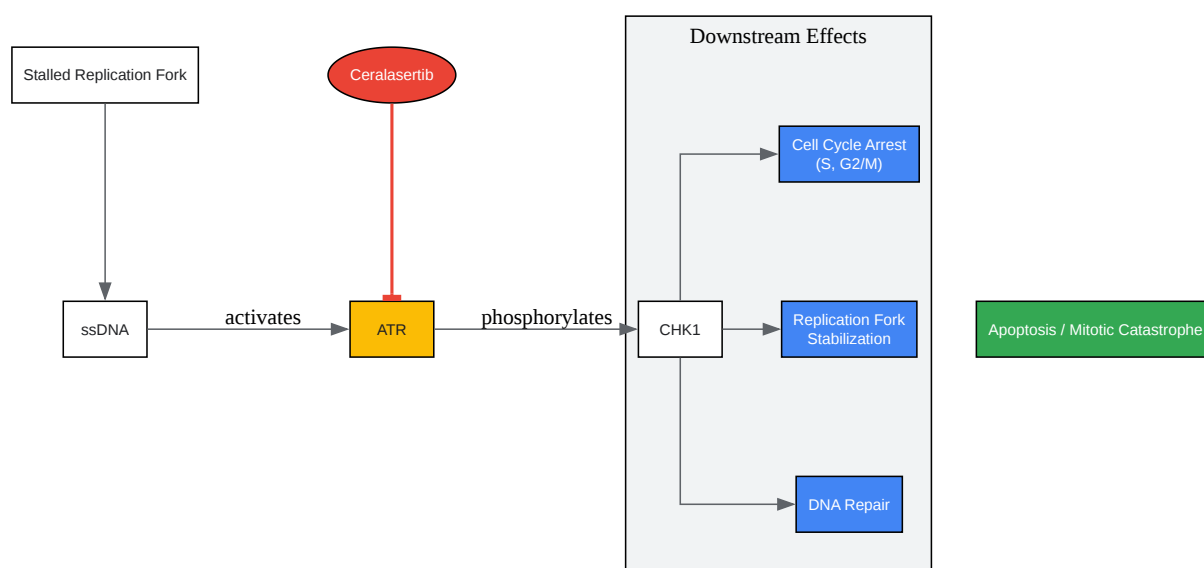 Downstream Effects
Stalled Replication Fork
Ceralasertib
Cell Cycle Arrest
(S, G2/M)
ssDNA
activates
ATR
phosphorylates
CHK1
Replication Fork
Stabilization
Apoptosis / Mitotic Catastrophe
DNA Repair